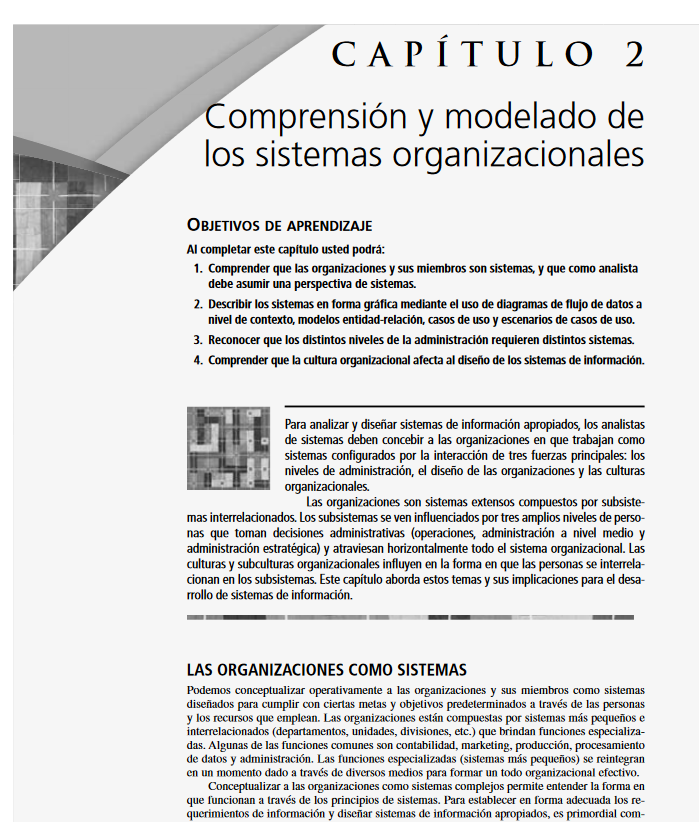 CAPÍTULO 2
Comprensión y modelado de
los sistemas organizacionales
OBJETIVOS DE APRENDIZAJE
Al completar este capítulo usted podrá:
1. Comprender que las organizaciones y sus miembros son sistemas, y que como analista
debe asumir una perspectiva de sistemas.
2. Describir los sistemas en forma gráfica mediante el uso de diagramas de flujo de datos a
nivel de contexto, modelos entidad-relación, casos de uso y escenarios de casos de uso.
3. Reconocer que los distintos niveles de la administración requieren distintos sistemas.
4. Comprender que la cultura organizacional afecta al diseño de los sistemas de información.
Para analizar y diseñar sistemas de información apropiados, los analistas
de sistemas deben concebir a las organizaciones en que trabajan como
sistemas configurados por la interacción de tres fuerzas principales: los
niveles de administración, el diseño de las organizaciones y las culturas
organizacionales.
Las organizaciones son sistemas extensos compuestos por subsiste-
mas interrelacionados. Los subsistemas se ven influenciados por tres amplios niveles de perso-
nas que toman decisiones administrativas (operaciones, administración a nivel medio y
administración estratégica) y atraviesan horizontalmente todo el sistema organizacional. Las
culturas y subculturas organizacionales influyen en la forma en que las personas se interrela-
cionan en los subsistemas. Este capítulo aborda estos temas y sus implicaciones para el desa-
rrollo de sistemas de información.
LAS ORGANIZACIONES COMO SISTEMAS
Podemos conceptualizar operativamente a las organizaciones y sus miembros como sistemas
diseñados para cumplir con ciertas metas y objetivos predeterminados a través de las personas
y los recursos que emplean. Las organizaciones están compuestas por sistemas más pequeños e
interrelacionados (departamentos, unidades, divisiones, etc.) que brindan funciones especializa-
das. Algunas de las funciones comunes son contabilidad, marketing, producción, procesamiento
de datos y administración. Las funciones especializadas (sistemas más pequeños) se reintegran
en un momento dado a través de diversos medios para formar un todo organizacional efectivo.
Conceptualizar a las organizaciones como sistemas complejos permite entender la forma en
que funcionan a través de los principios de sistemas. Para establecer en forma adecuada los re-
querimientos de información y diseñar sistemas de información apropiados, es primordial com-